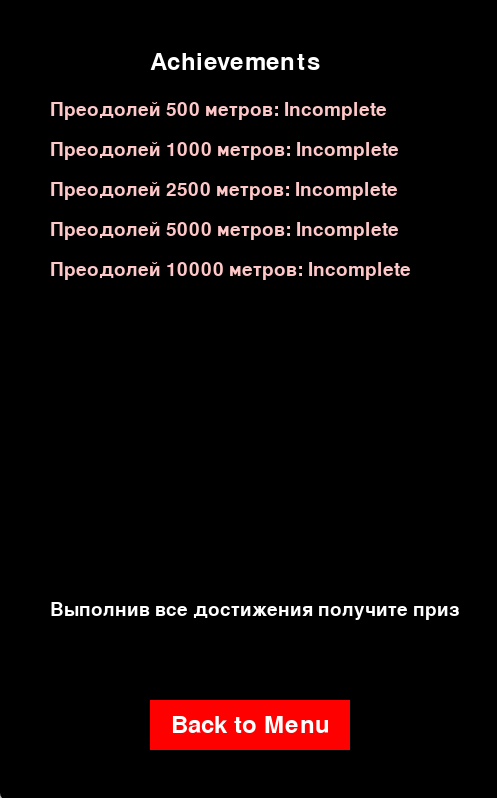 Achievements
Преодолей 500 метров: Incomplete
Преодолей 1000 метров: Incomplete
Преодолей 2500 метров: Incomplete
Преодолей 5000 метров: Incomplete
Преодолей 10000 метров: Incomplete
Выполнив все достижения получите приз
Back to Menu